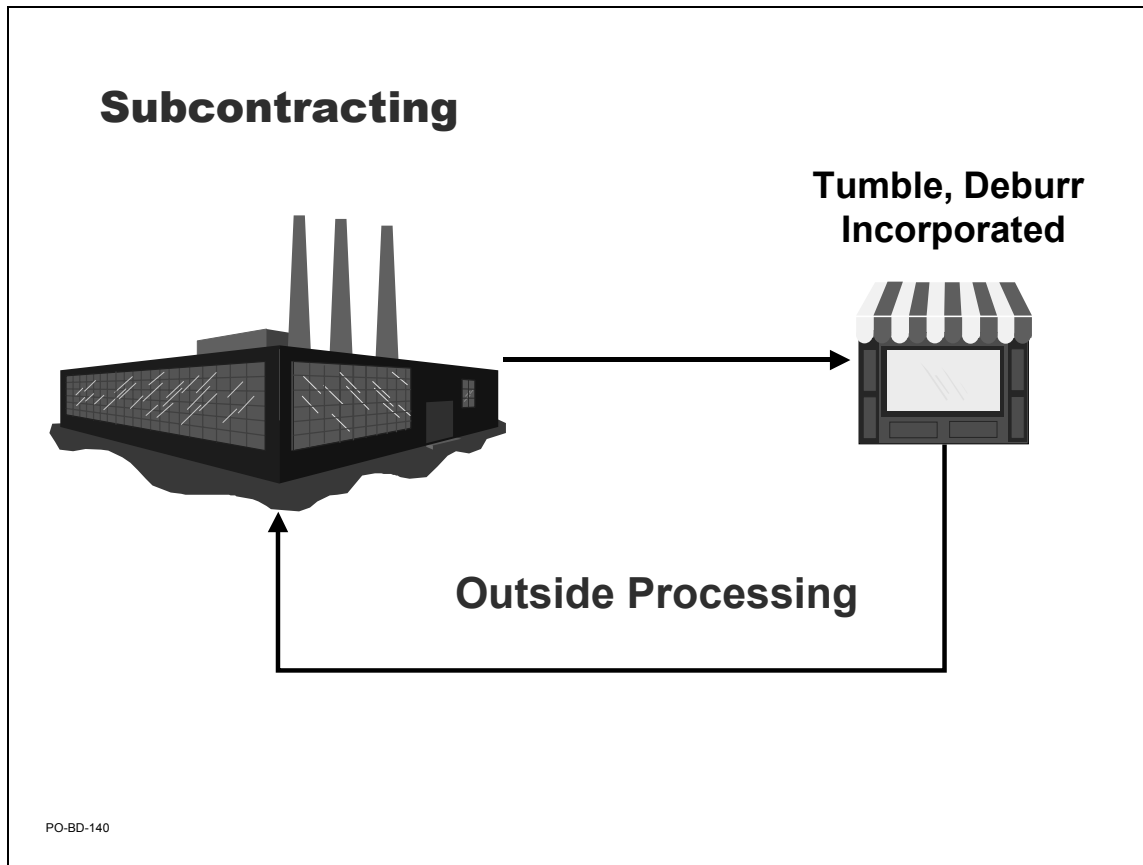 Subcontracting
Tumble, Deburr
Incorporated
Outside Processing
PO-BD-140